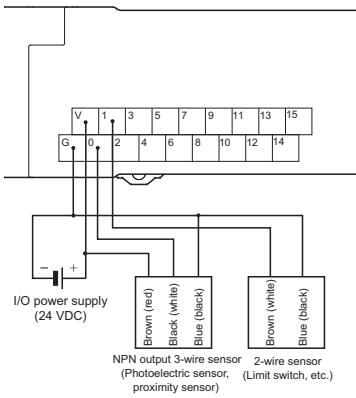 V 1 3 5 7 9 11 13 15
G 0 2 4 6 8 10 12 14
− +
I/O power supply
(24 VDC)
Brown (red)
Black (white)
Blue (black)
Brown (white)
Blue (black)
NPN output 3-wire sensor
(Photoelectric sensor,
proximity sensor)
2-wire sensor
(Limit switch, etc.)